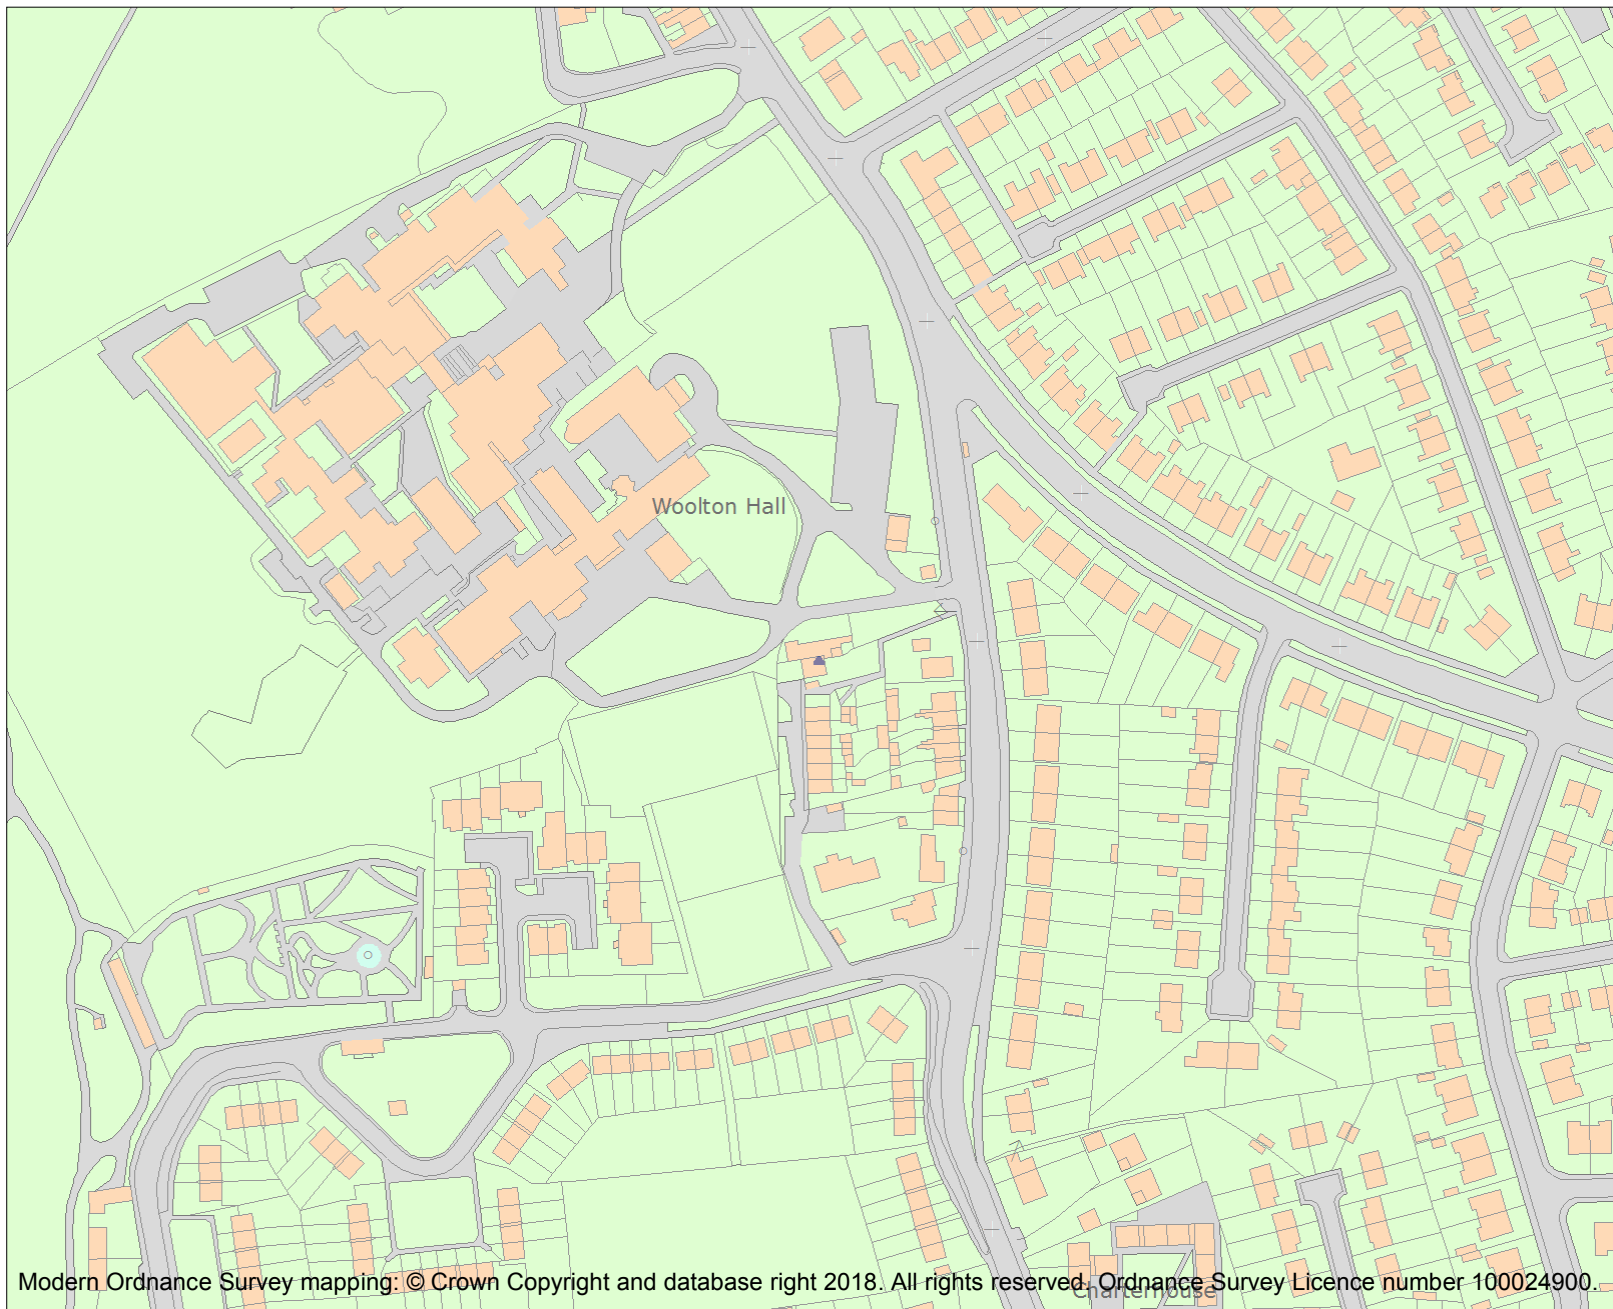 Woolton Hall
Charterhouse
Modern Ordnance Survey mapping: © Crown Copyright and database right 2018. All rights reserved. Ordnance Survey Licence number 100024900.